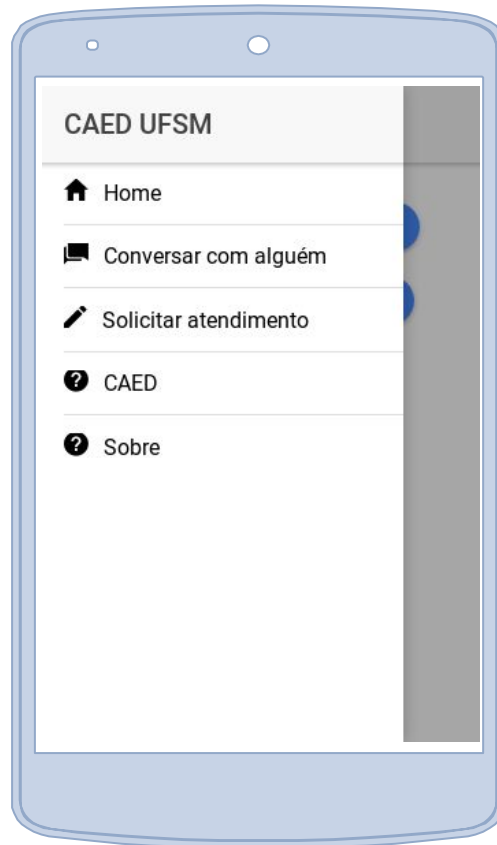 CAED UFSM
Home
Conversar com alguém
Solicitar atendimento
CAED
Sobre